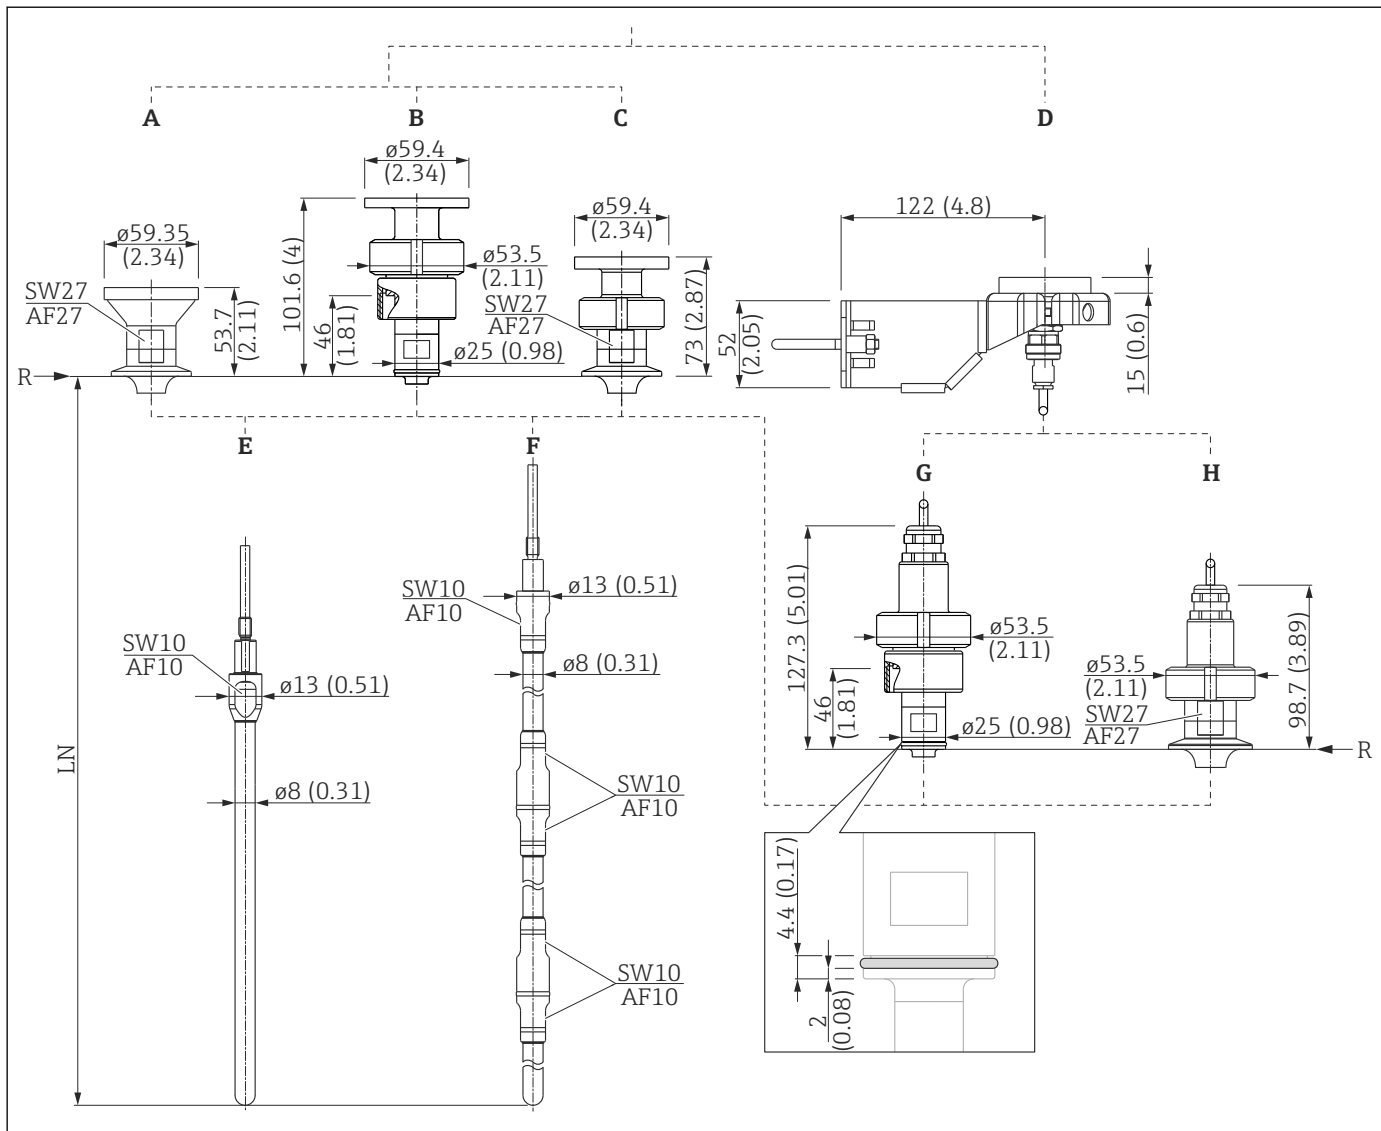 A
B
C
D
ø59.4
(2.34)
ø59.35
(2.34)
SW27
AF27
53.7
(2.11)
101.6 (4)
46
(1.81)
ø53.5
(2.11)
ø25 (0.98)
SW27
AF27
ø59.4
(2.34)
73 (2.87)
122 (4.8)
52
(2.05)
15 (0.6)
R
E
F
G
H
LN
SW10
AF10
ø13 (0.51)
ø8 (0.31)
SW10
AF10
ø13 (0.51)
ø8 (0.31)
SW10
AF10
SW10
AF10
127.3 (5.01)
46
(1.81)
ø53.5
(2.11)
ø25 (0.98)
ø53.5
(2.11)
SW27
AF27
98.7 (3.89)
R
4.4 (0.17)
2
(0.08)